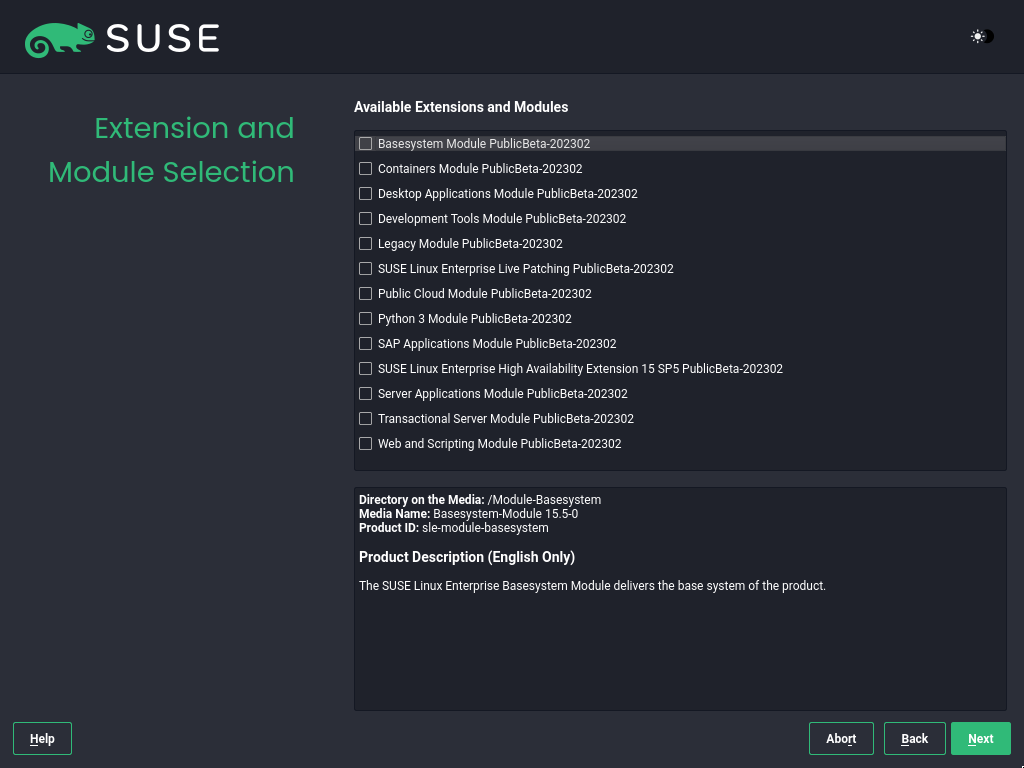 SUSE
Extension and
Module Selection
Available Extensions and Modules
Basesystem Module PublicBeta-202302
Containers Module PublicBeta-202302
Desktop Applications Module PublicBeta-202302
Development Tools Module PublicBeta-202302
Legacy Module PublicBeta-202302
SUSE Linux Enterprise Live Patching PublicBeta-202302
Public Cloud Module PublicBeta-202302
Python 3 Module PublicBeta-202302
SAP Applications Module PublicBeta-202302
SUSE Linux Enterprise High Availability Extension 15 SP5 PublicBeta-202302
Server Applications Module PublicBeta-202302
Transactional Server Module PublicBeta-202302
Web and Scripting Module PublicBeta-202302
Directory on the Media: /Module-Basesystem
Media Name: Basesystem-Module 15.5-0
Product ID: sle-module-basesystem
Product Description (English Only)
The SUSE Linux Enterprise Basesystem Module delivers the base system of the product.
Help Abort Back Next